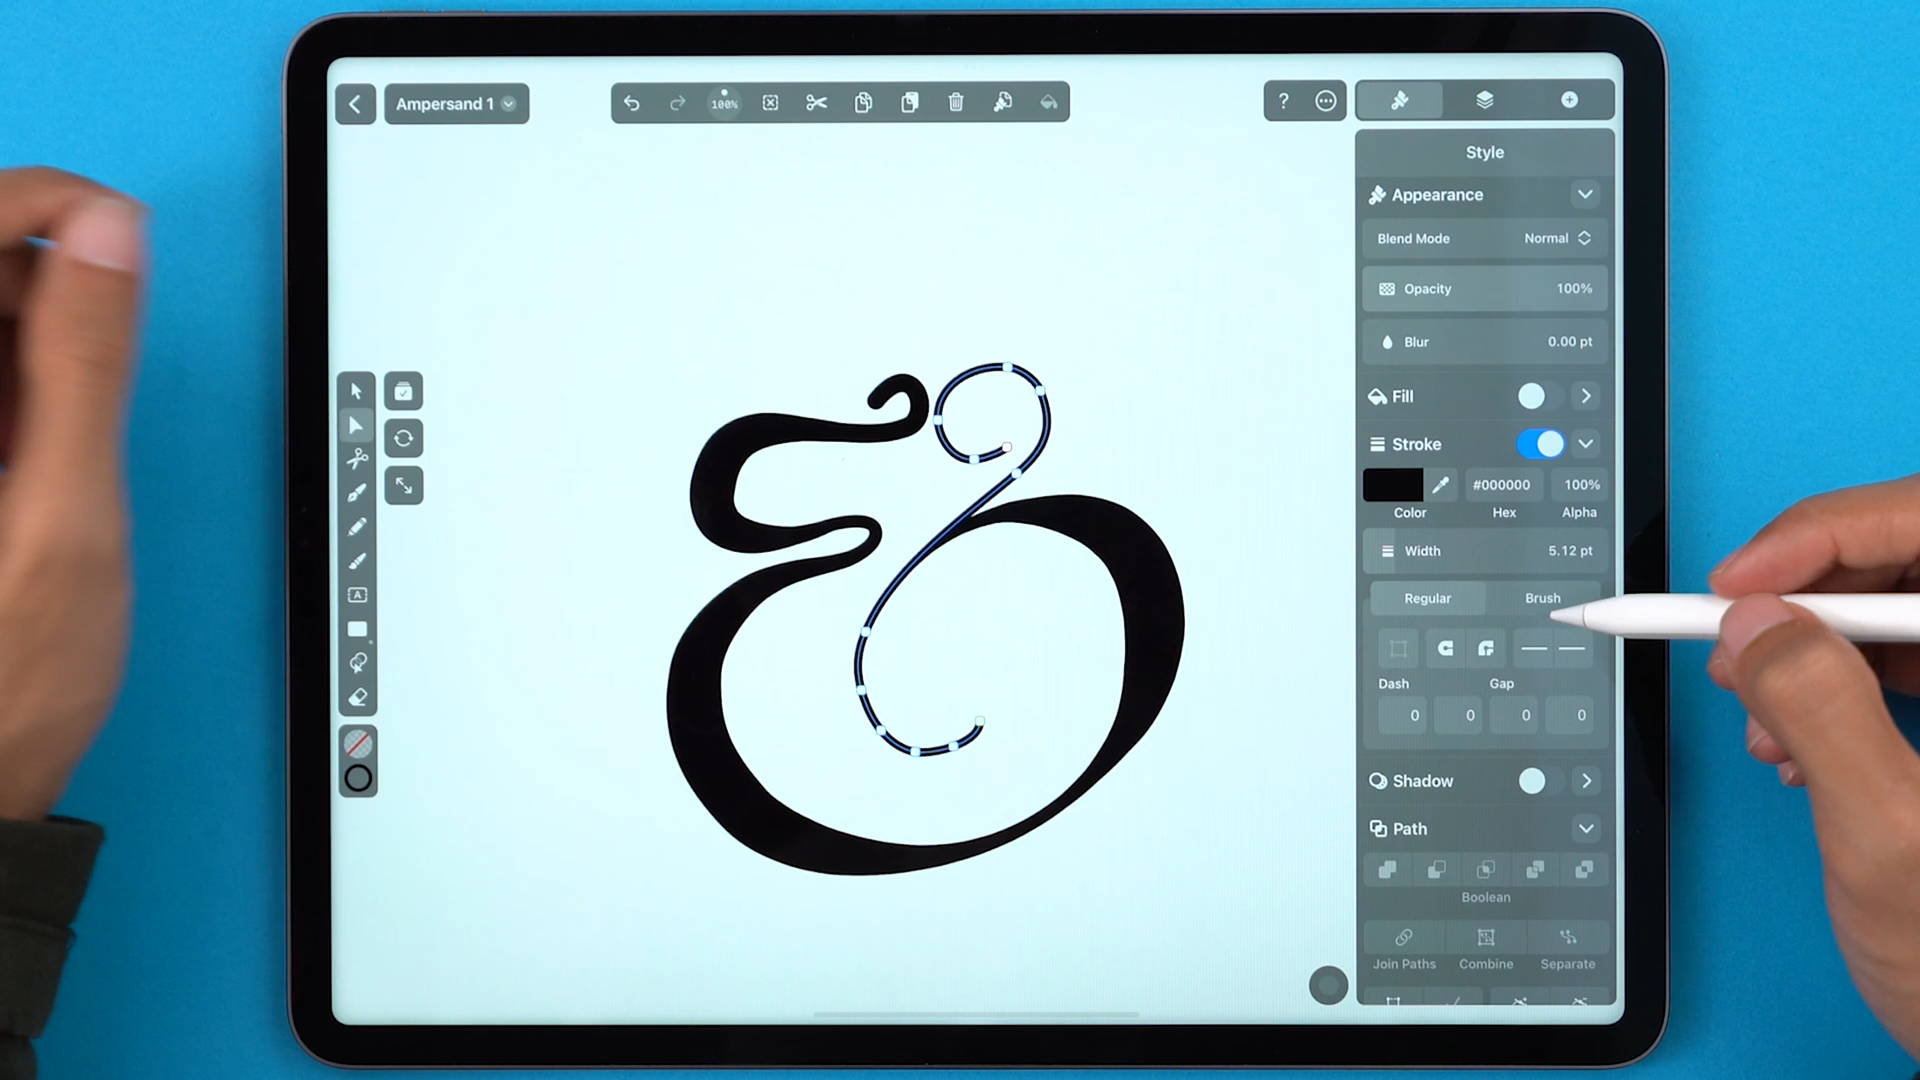 Ampersand 1
100%
?
Style
Appearance
Blend Mode Normal
Opacity 100%
Blur 0.00 pt
Fill
Stroke
#000000 100%
Color Hex Alpha
Width 5.12 pt
Regular Brush
Dash Gap
0 0 0 0
Shadow
Path
Boolean
Join Paths Combine Separate
A
&